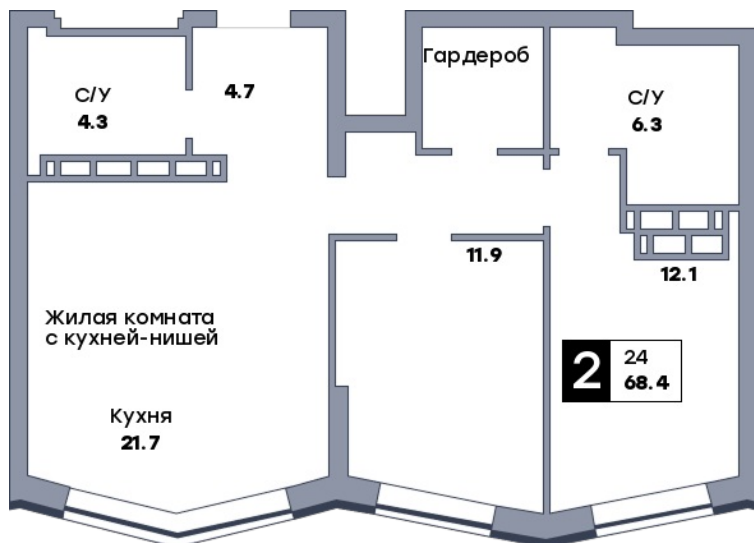 Гардероб
С/У
4.3
4.7
С/У
6.3
11.9
12.1
Жилая комната
с кухней-нишей
2
24
68.4
Кухня
21.7